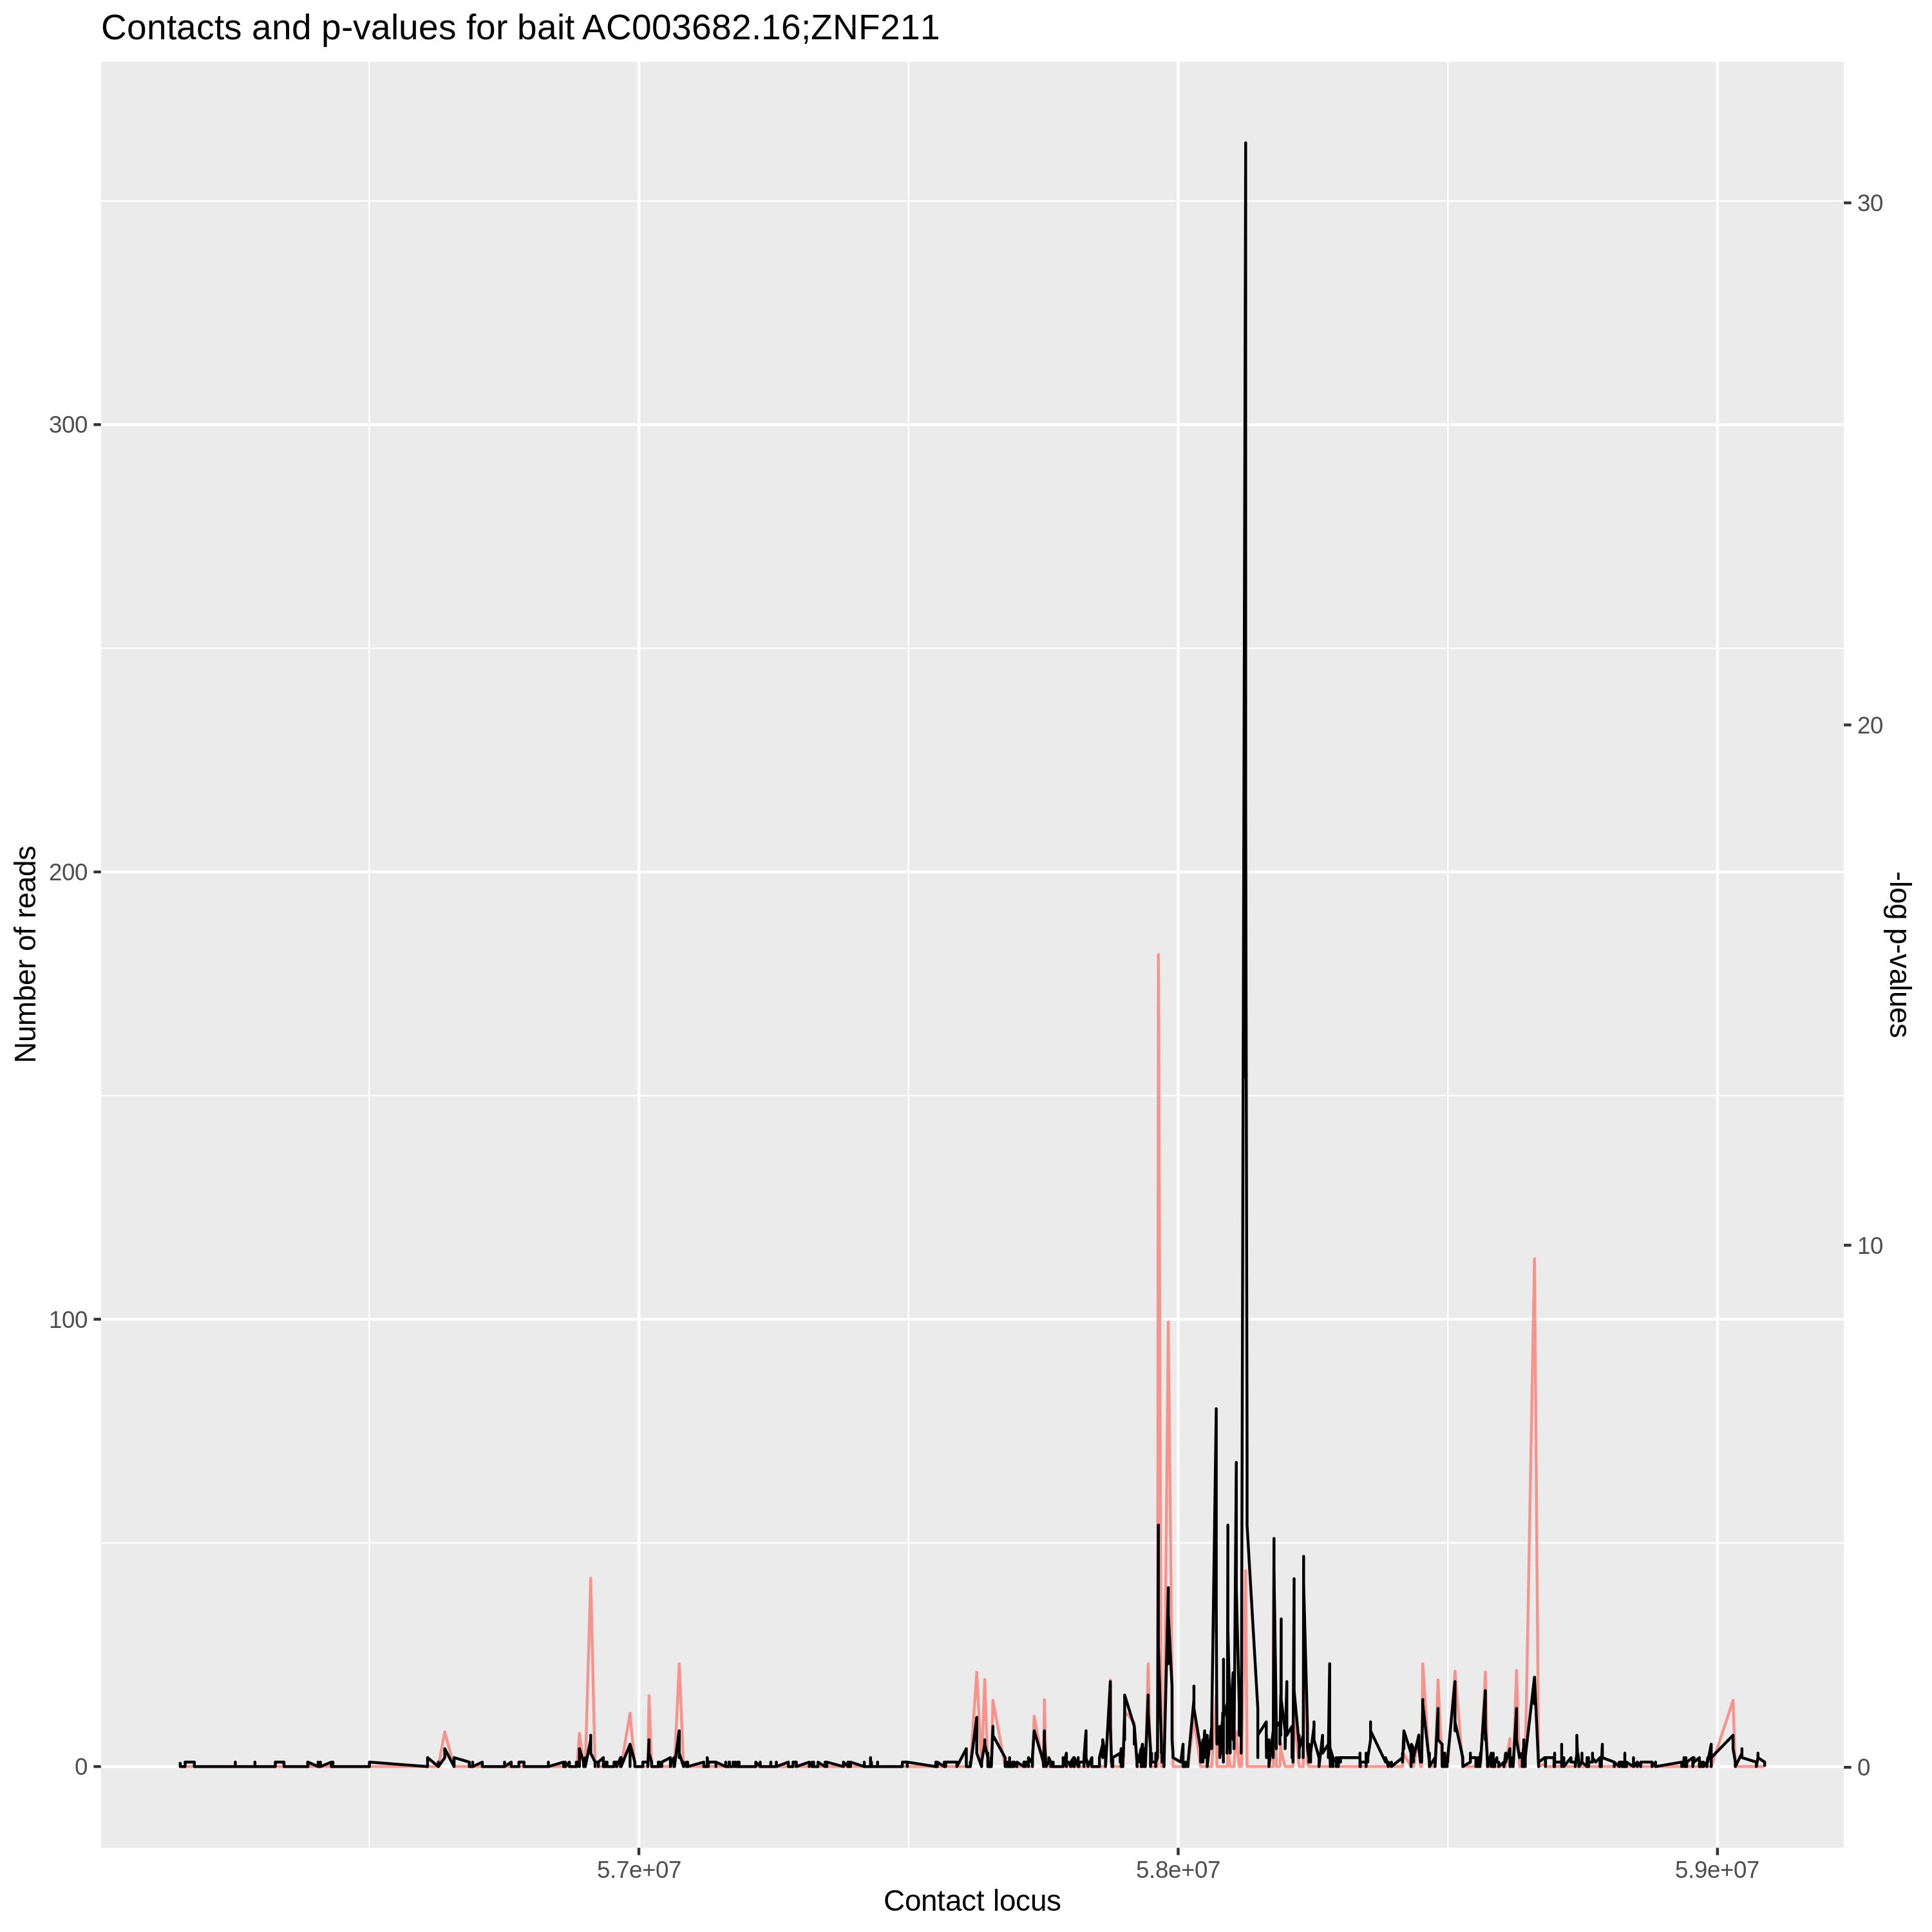 Contacts and p-values for bait AC003682.16;ZNF211
Number of reads
300
200
100
0
30
20
10
0
-log p-values
5.7e+07
5.8e+07
5.9e+07
Contact locus